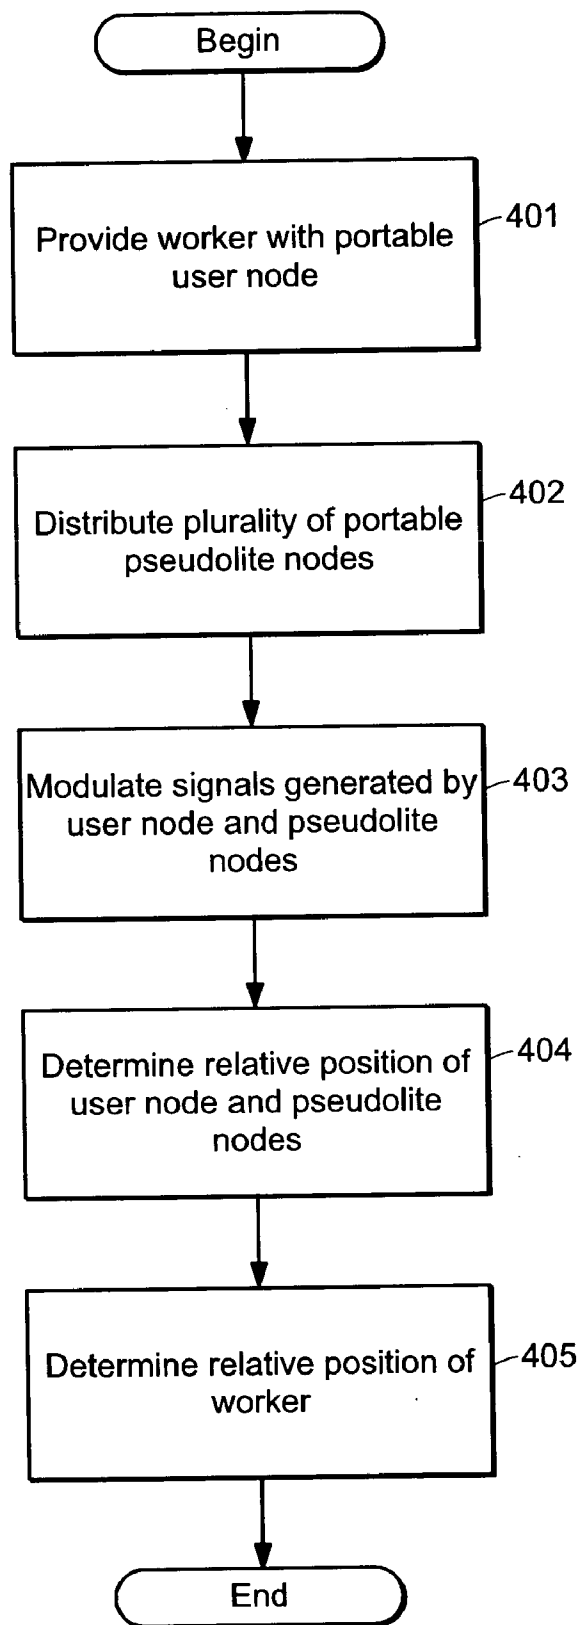 Begin
401
Provide worker with portable
user node
402
Distribute plurality of portable
pseudolite nodes
403
Modulate signals generated by
user node and pseudolite
nodes
404
Determine relative position of
user node and pseudolite
nodes
405
Determine relative position of
worker
End